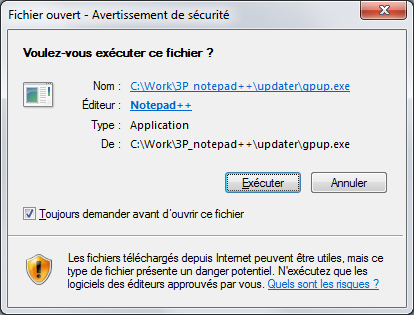 Fichier ouvert - Avertissement de sécurité
Voulez-vous exécuter ce fichier ?
Nom : C:\Work\3P_notepad++\updater\gpup.exe
Éditeur : Notepad++
Type : Application
De : C:\Work\3P_notepad++\updater\gpup.exe
Exécuter Annuler
Toujours demander avant d'ouvrir ce fichier
Les fichiers téléchargés depuis Internet peuvent être utiles, mais ce
type de fichier présente un danger potentiel. N'exécutez que les
logiciels des éditeurs approuvés par vous. Quels sont les risques ?